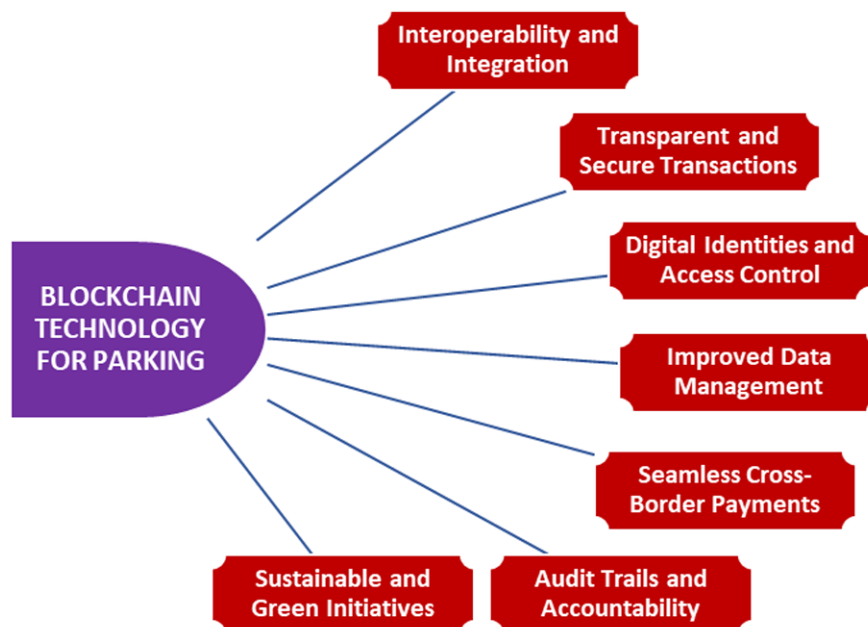 Interoperability and
Integration
Transparent and
Secure Transactions
Digital Identities and
Access Control
BLOCKCHAIN
TECHNOLOGY
FOR PARKING
Improved Data
Management
Seamless Cross-
Border Payments
Sustainable and
Green Initiatives
Audit Trails and
Accountability